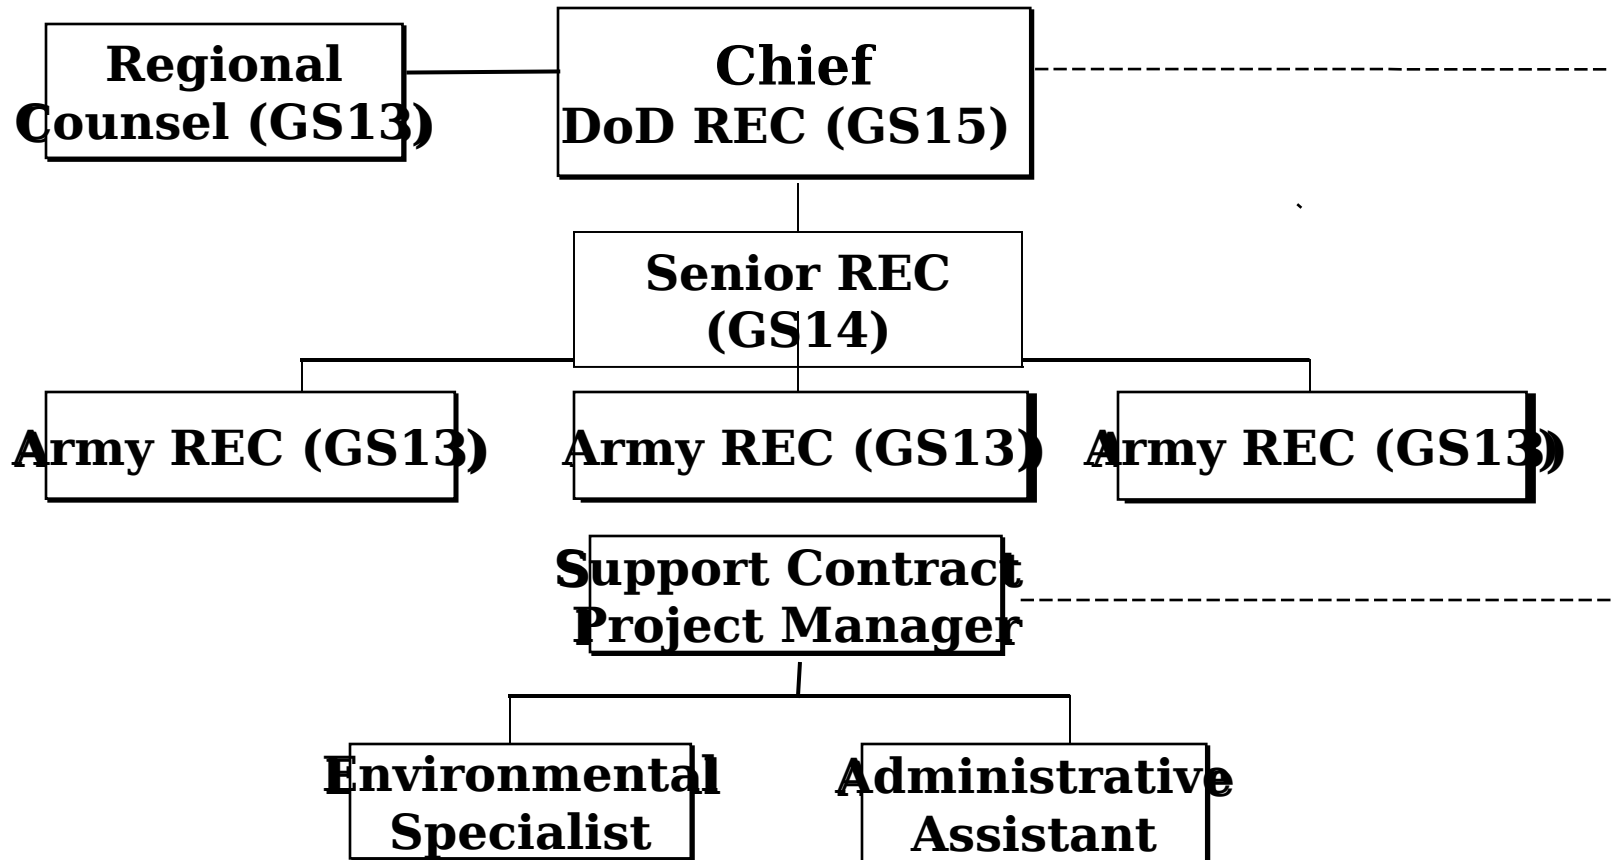 Regional
Counsel (GS13)
Chief
DoD REC (GS15)
Senior REC
(GS14)
Army REC (GS13)
Army REC (GS13)
Army REC (GS13)
Support Contract
Project Manager
Environmental
Specialist
Administrative
Assistant